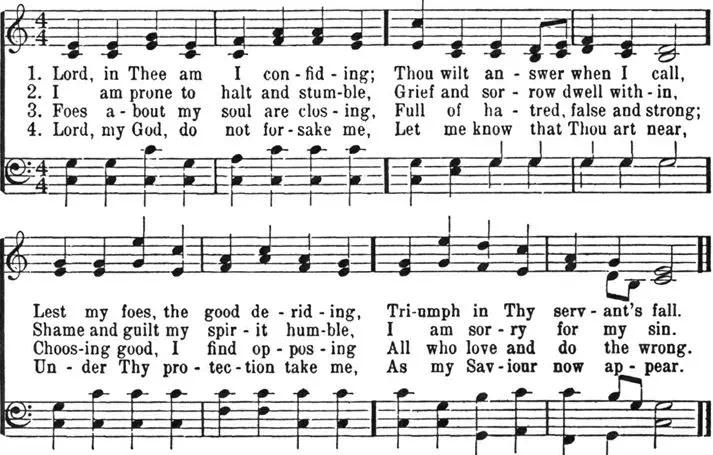 4 4
1. Lord, in Thee am I con-fid-ing; Thou wilt an-swer when I call,
2. I am prone to halt and stum-ble, Grief and sor-row dwell with-in,
3. Foes a-bout my soul are clos-ing, Full of ha-tred, false and strong;
4. Lord, my God, do not for-sake me, Let me know that Thou art near,
4 4
Lest my foes, the good de-rid-ing, Tri-umph in Thy serv-ant's fall.
Shame and guilt my spir-it hum-ble, I am sor-ry for my sin.
Choos-ing good, I find op-pos-ing All who love and do the wrong.
Un-der Thy pro-tec-tion take me, As my Sav-iour now ap-pear.